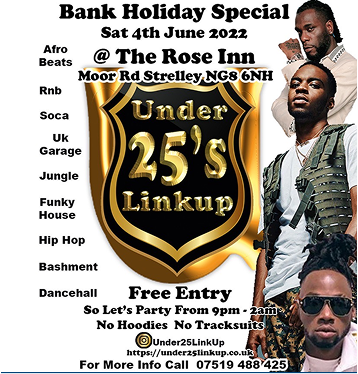 Bank Holiday Special
Sat 4th June 2022
@ The Rose Inn
Moor Rd Strelley NG8 6NH
Afro
Beats
Rnb
Soca
Uk
Garage
Jungle
Funky
House
Hip Hop
Bashment
Dancehall
Under
25's
Linkup
Free Entry
So Let's Party From 9pm - 2am
No Hoodies No Tracksuits
@Under25LinkUp
https://under25linkup.co.uk
For More Info Call 07519 488 425